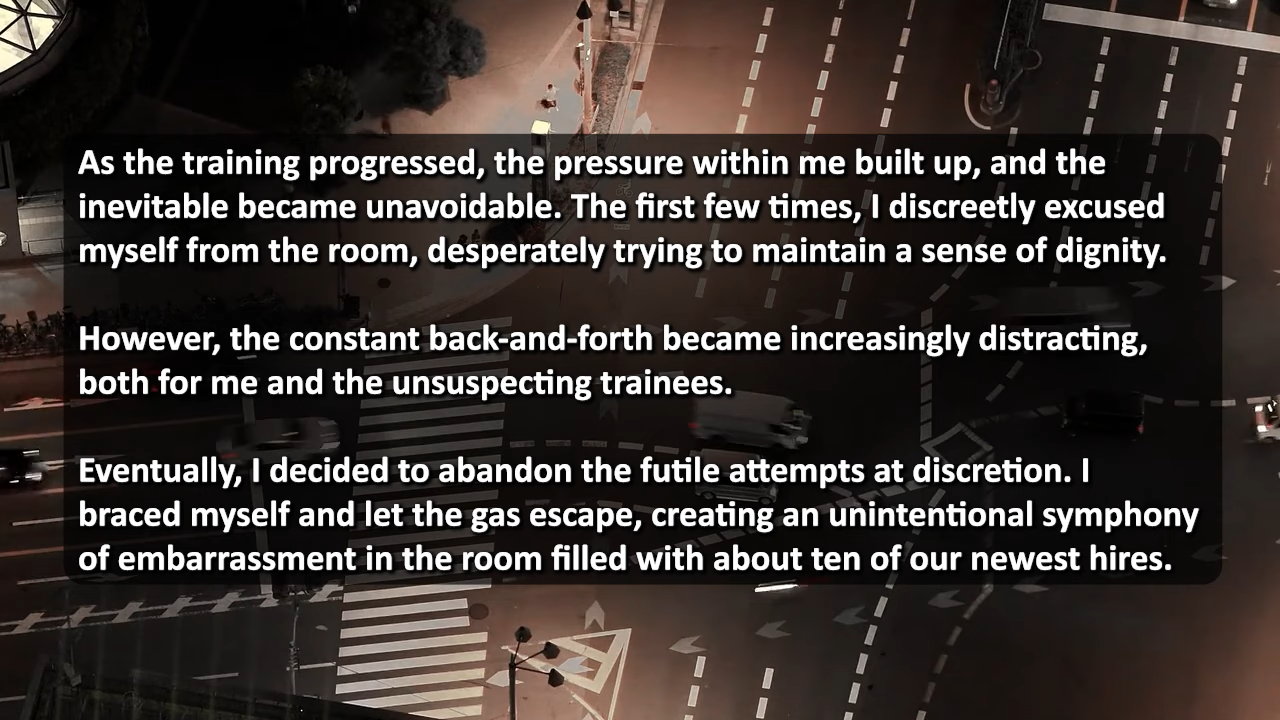 As the training progressed, the pressure within me built up, and the
inevitable became unavoidable. The first few times, I discreetly excused
myself from the room, desperately trying to maintain a sense of dignity.
However, the constant back-and-forth became increasingly distracting,
both for me and the unsuspecting trainees.
Eventually, I decided to abandon the futile attempts at discretion. I
braced myself and let the gas escape, creating an unintentional symphony
of embarrassment in the room filled with about ten of our newest hires.